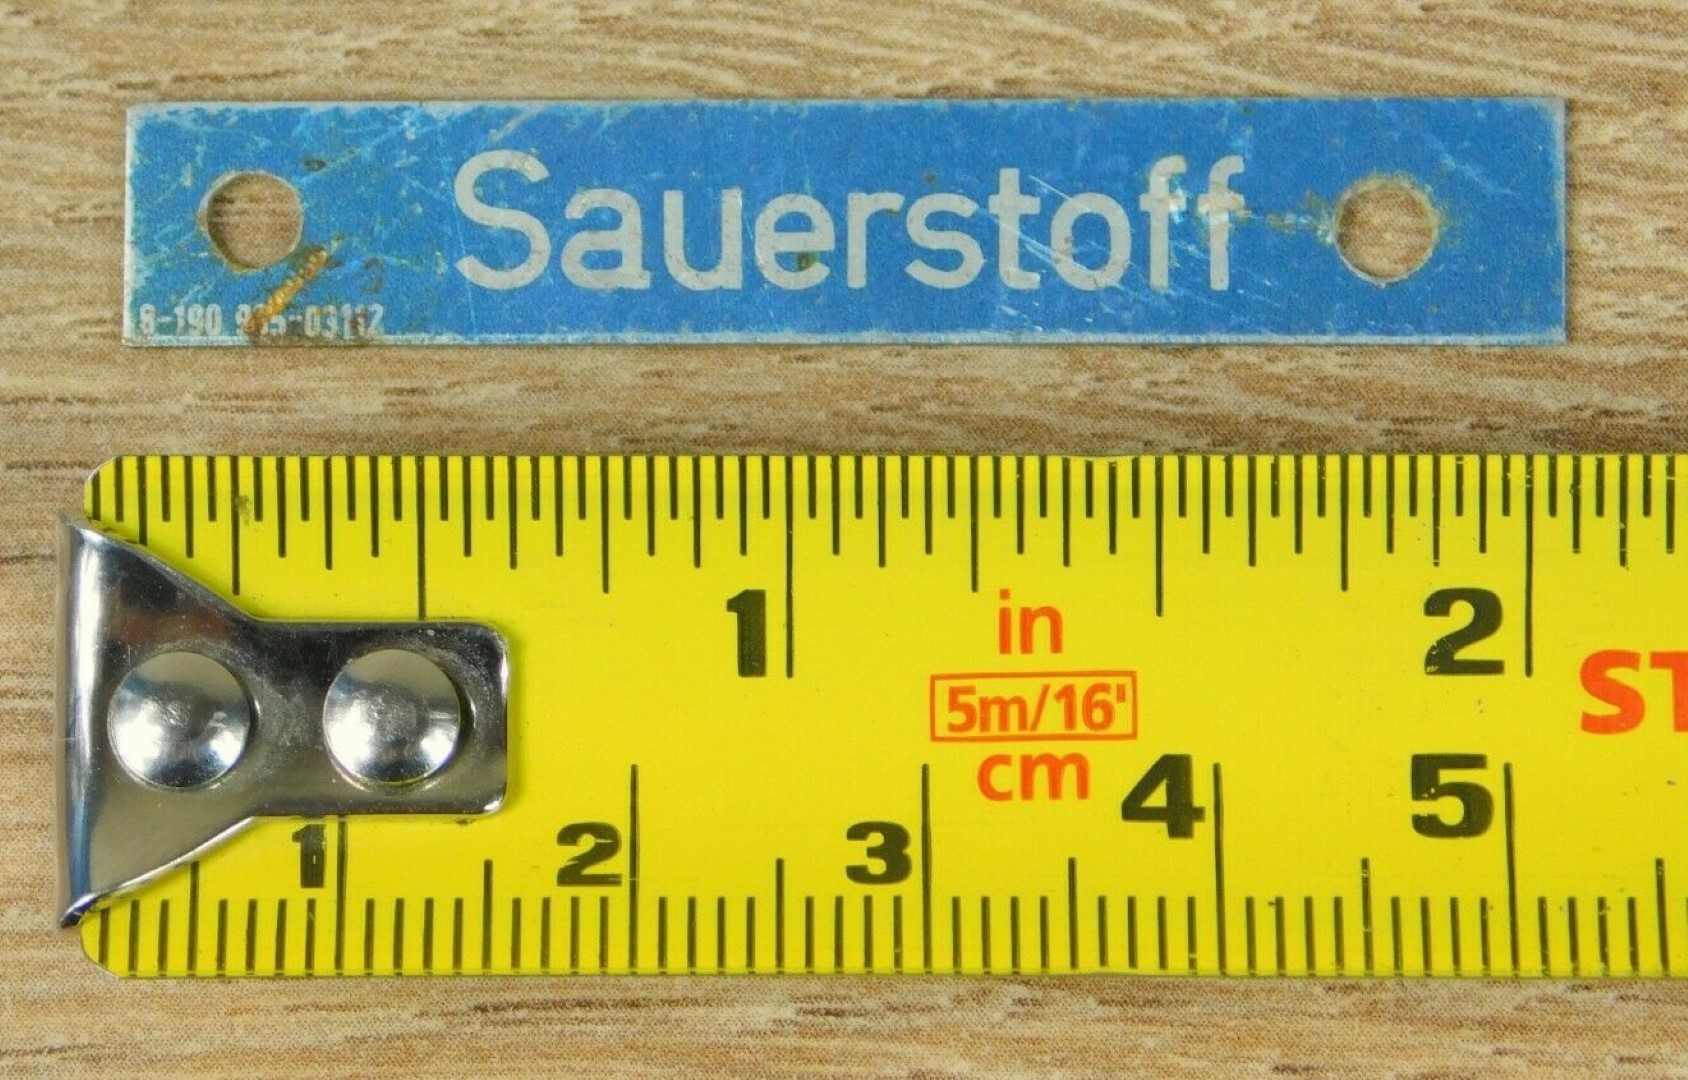 Sauerstoff
1 2
in
5m/16'
cm
ST
1 2 3 4 5